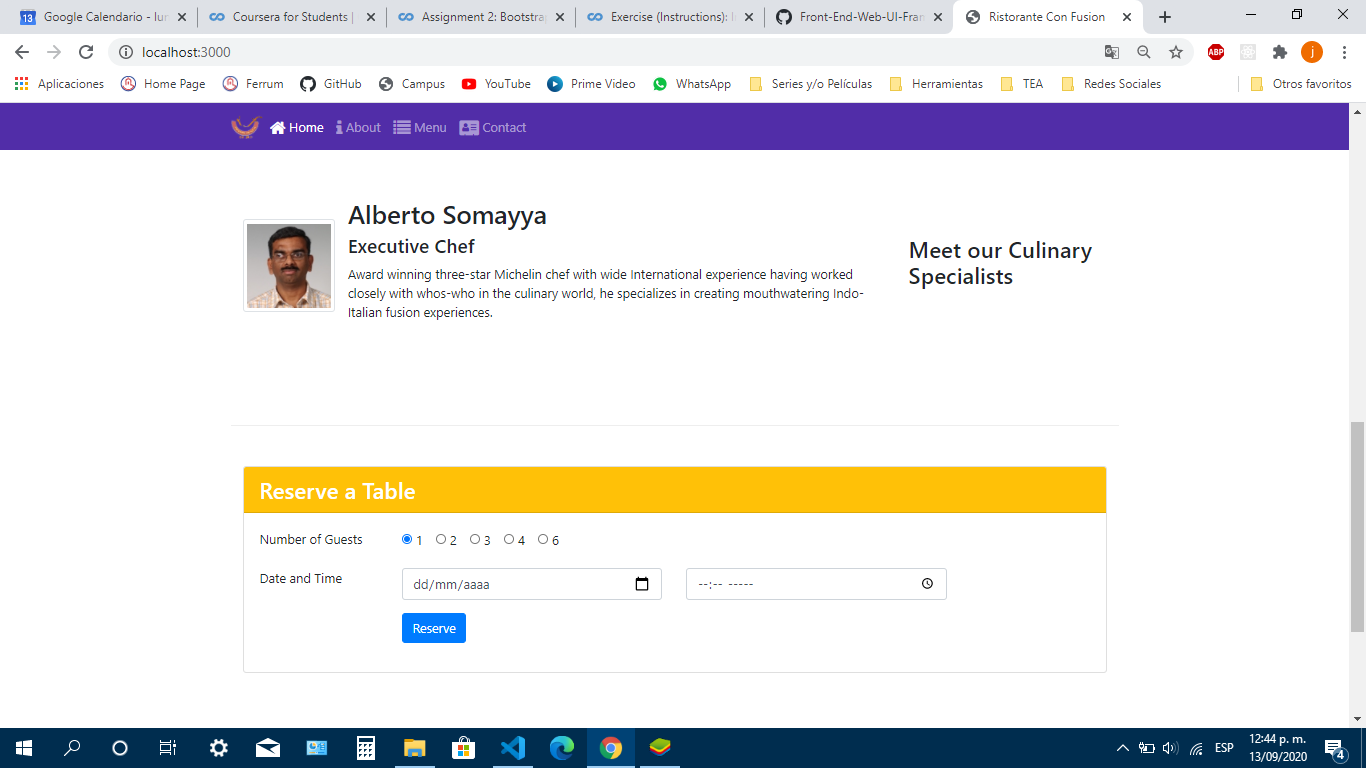 Google Calendario - lun
Coursera for Students |
Assignment 2: Bootstra
Exercise (Instructions): I
Front-End-Web-UI-Fran
Ristorante Con Fusion
localhost:3000
ABP
j
Aplicaciones
Home Page
Ferrum
GitHub
Campus
YouTube
Prime Video
WhatsApp
Series y/o Películas
Herramientas
TEA
Redes Sociales
Otros favoritos
Home
About
Menu
Contact
Alberto Somayya
Executive Chef
Award winning three-star Michelin chef with wide International experience having worked
closely with whos-who in the culinary world, he specializes in creating mouthwatering Indo-
Italian fusion experiences.
Meet our Culinary
Specialists
Reserve a Table
Number of Guests
1 2 3 4 6
Date and Time
dd/mm/aaaa
--:-- -----
Reserve
ESP
12:44 p. m.
13/09/2020
4